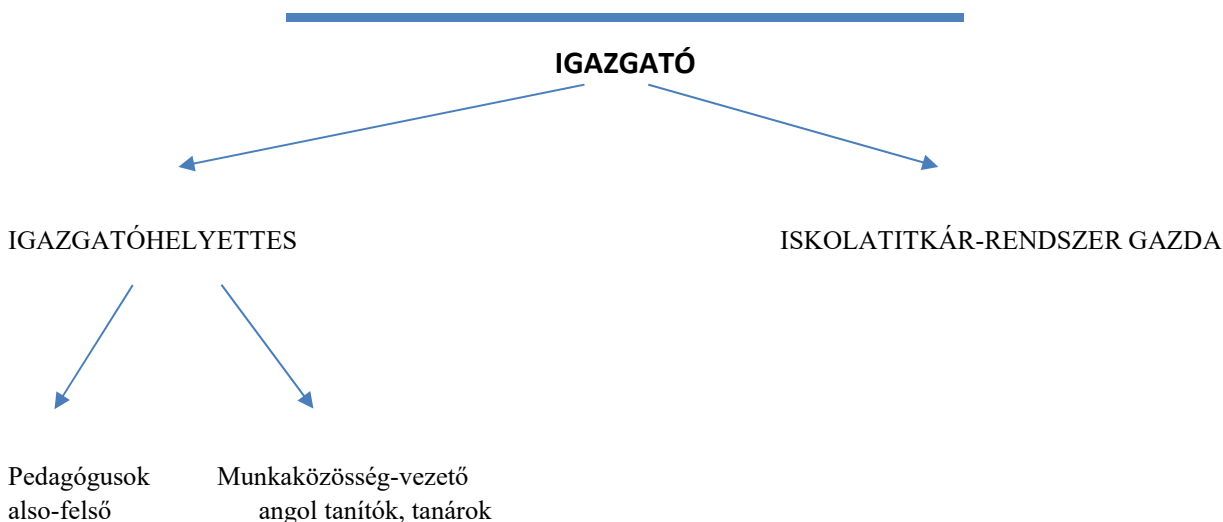 IGAZGATÓ
IGAZGATÓHELYETTES ISKOLATITKÁR-RENDSZER GAZDA
Pedagógusok Munkaközösség-vezető
also-felső angol tanítók, tanárok